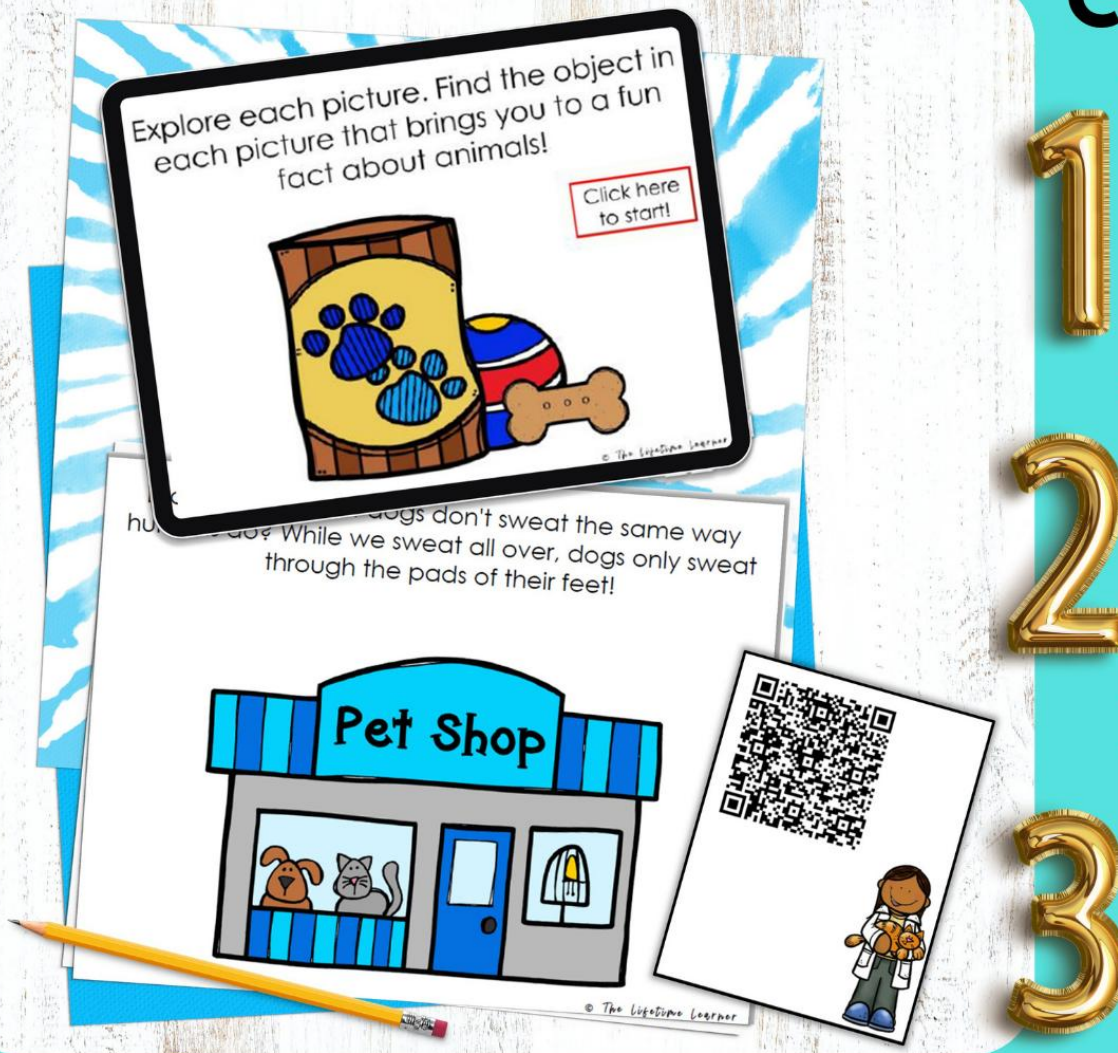 Explore each picture. Find the object in
each picture that brings you to a fun
fact about animals!
Click here
to start!
© The Lifetime Learner
dogs don't sweat the same way
do? While we sweat all over, dogs only sweat
through the pads of their feet!
Pet Shop
© The Lifetime Learner
1
2
3